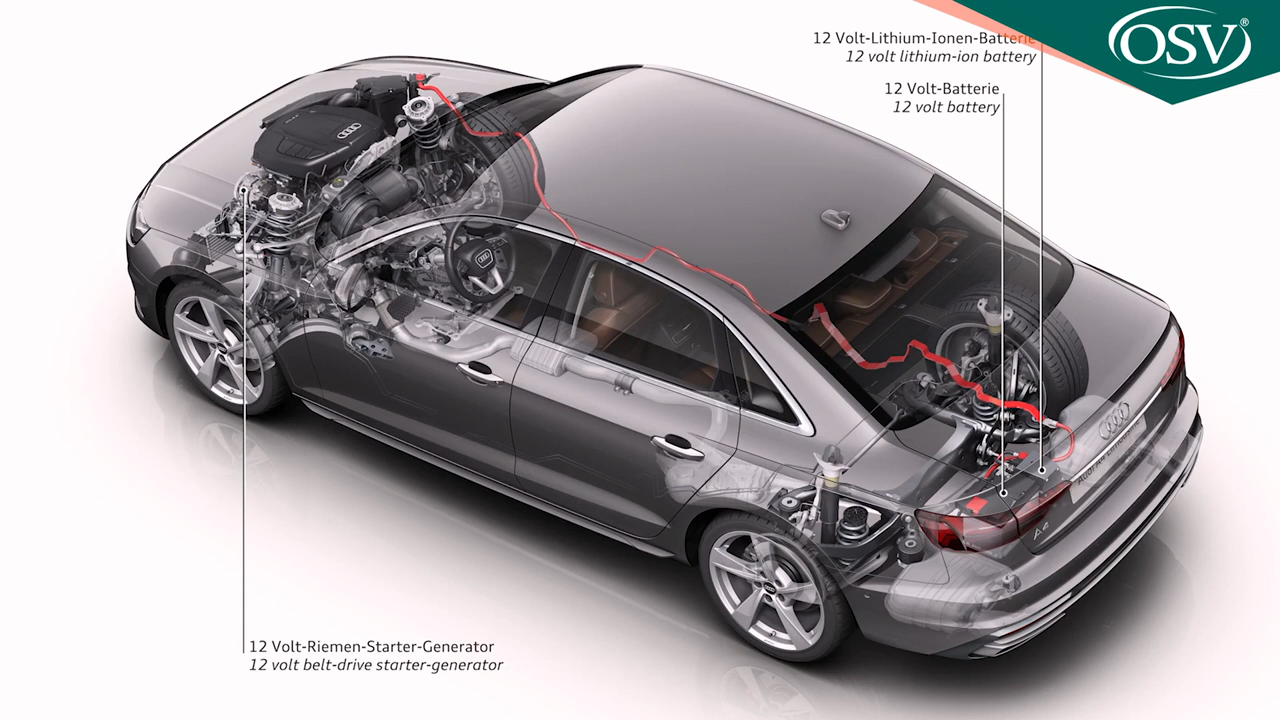 OSV®
12 Volt-Lithium-Ionen-Batterie
12 volt lithium-ion battery
12 Volt-Batterie
12 volt battery
A4
12 Volt-Riemen-Starter-Generator
12 volt belt-drive starter-generator